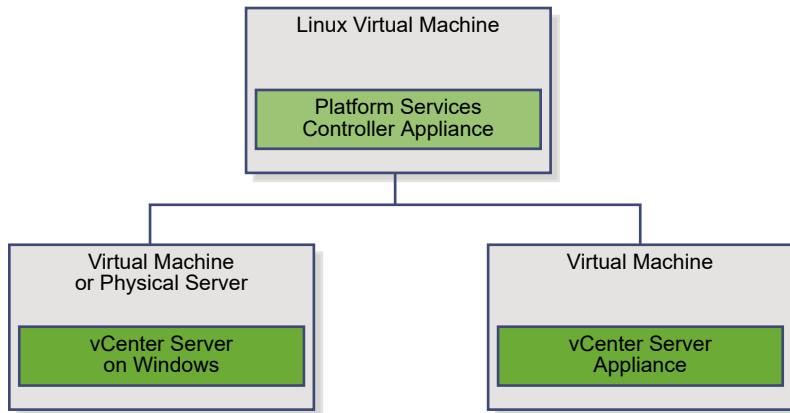 Linux Virtual Machine
Platform Services
Controller Appliance
Virtual Machine
or Physical Server
vCenter Server
on Windows
Virtual Machine
vCenter Server
Appliance